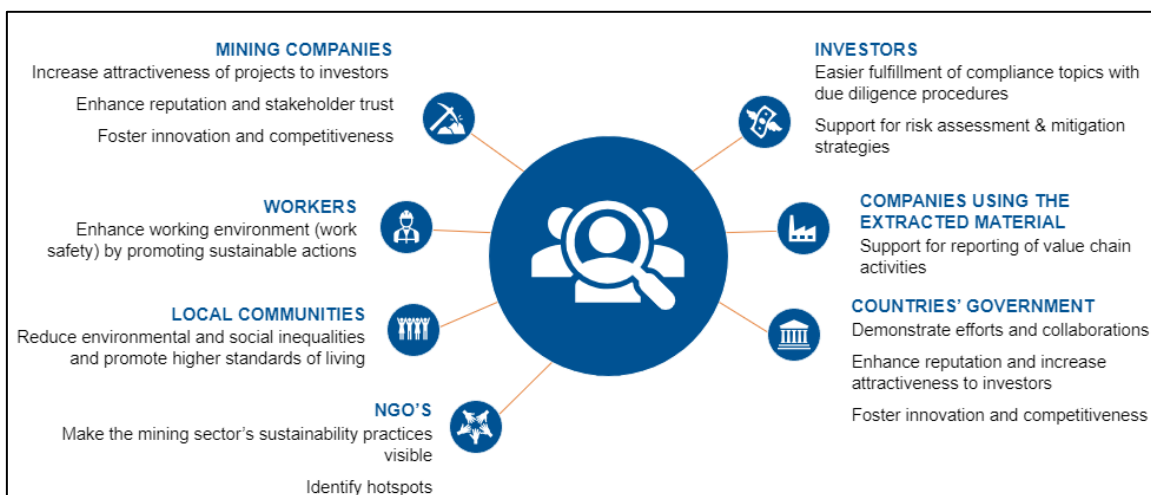 MINING COMPANIES
Increase attractiveness of projects to investors
Enhance reputation and stakeholder trust
Foster innovation and competitiveness
WORKERS
Enhance working environment (work
safety) by promoting sustainable actions
LOCAL COMMUNITIES
Reduce environmental and social inequalities
and promote higher standards of living
NGO'S
Make the mining sector's sustainability practices
visible
Identify hotspots
INVESTORS
Easier fulfillment of compliance topics with
due diligence procedures
Support for risk assessment & mitigation
strategies
COMPANIES USING THE
EXTRACTED MATERIAL
Support for reporting of value chain
activities
COUNTRIES' GOVERNMENT
Demonstrate efforts and collaborations
Enhance reputation and increase
attractiveness to investors
Foster innovation and competitiveness